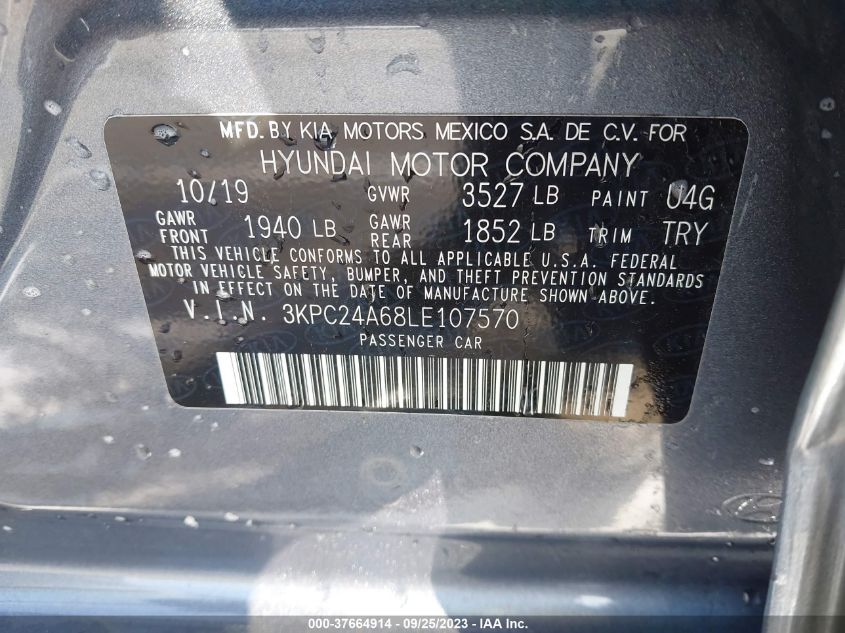 MFD. BY KIA MOTORS MEXICO S.A. DE C.V. FOR
HYUNDAI MOTOR COMPANY
10/19 GVWR 3527 LB PAINT U4G
GAWR FRONT 1940 LB GAWR REAR 1852 LB TRIM TRY
THIS VEHICLE CONFORMS TO ALL APPLICABLE U.S.A. FEDERAL
MOTOR VEHICLE SAFETY, BUMPER, AND THEFT PREVENTION STANDARDS
IN EFFECT ON THE DATE OF MANUFACTURE SHOWN ABOVE.
V.I.N. 3KPC24A68LE107570
PASSENGER CAR
000-37664914 - 09/25/2023 - © IAA Inc.